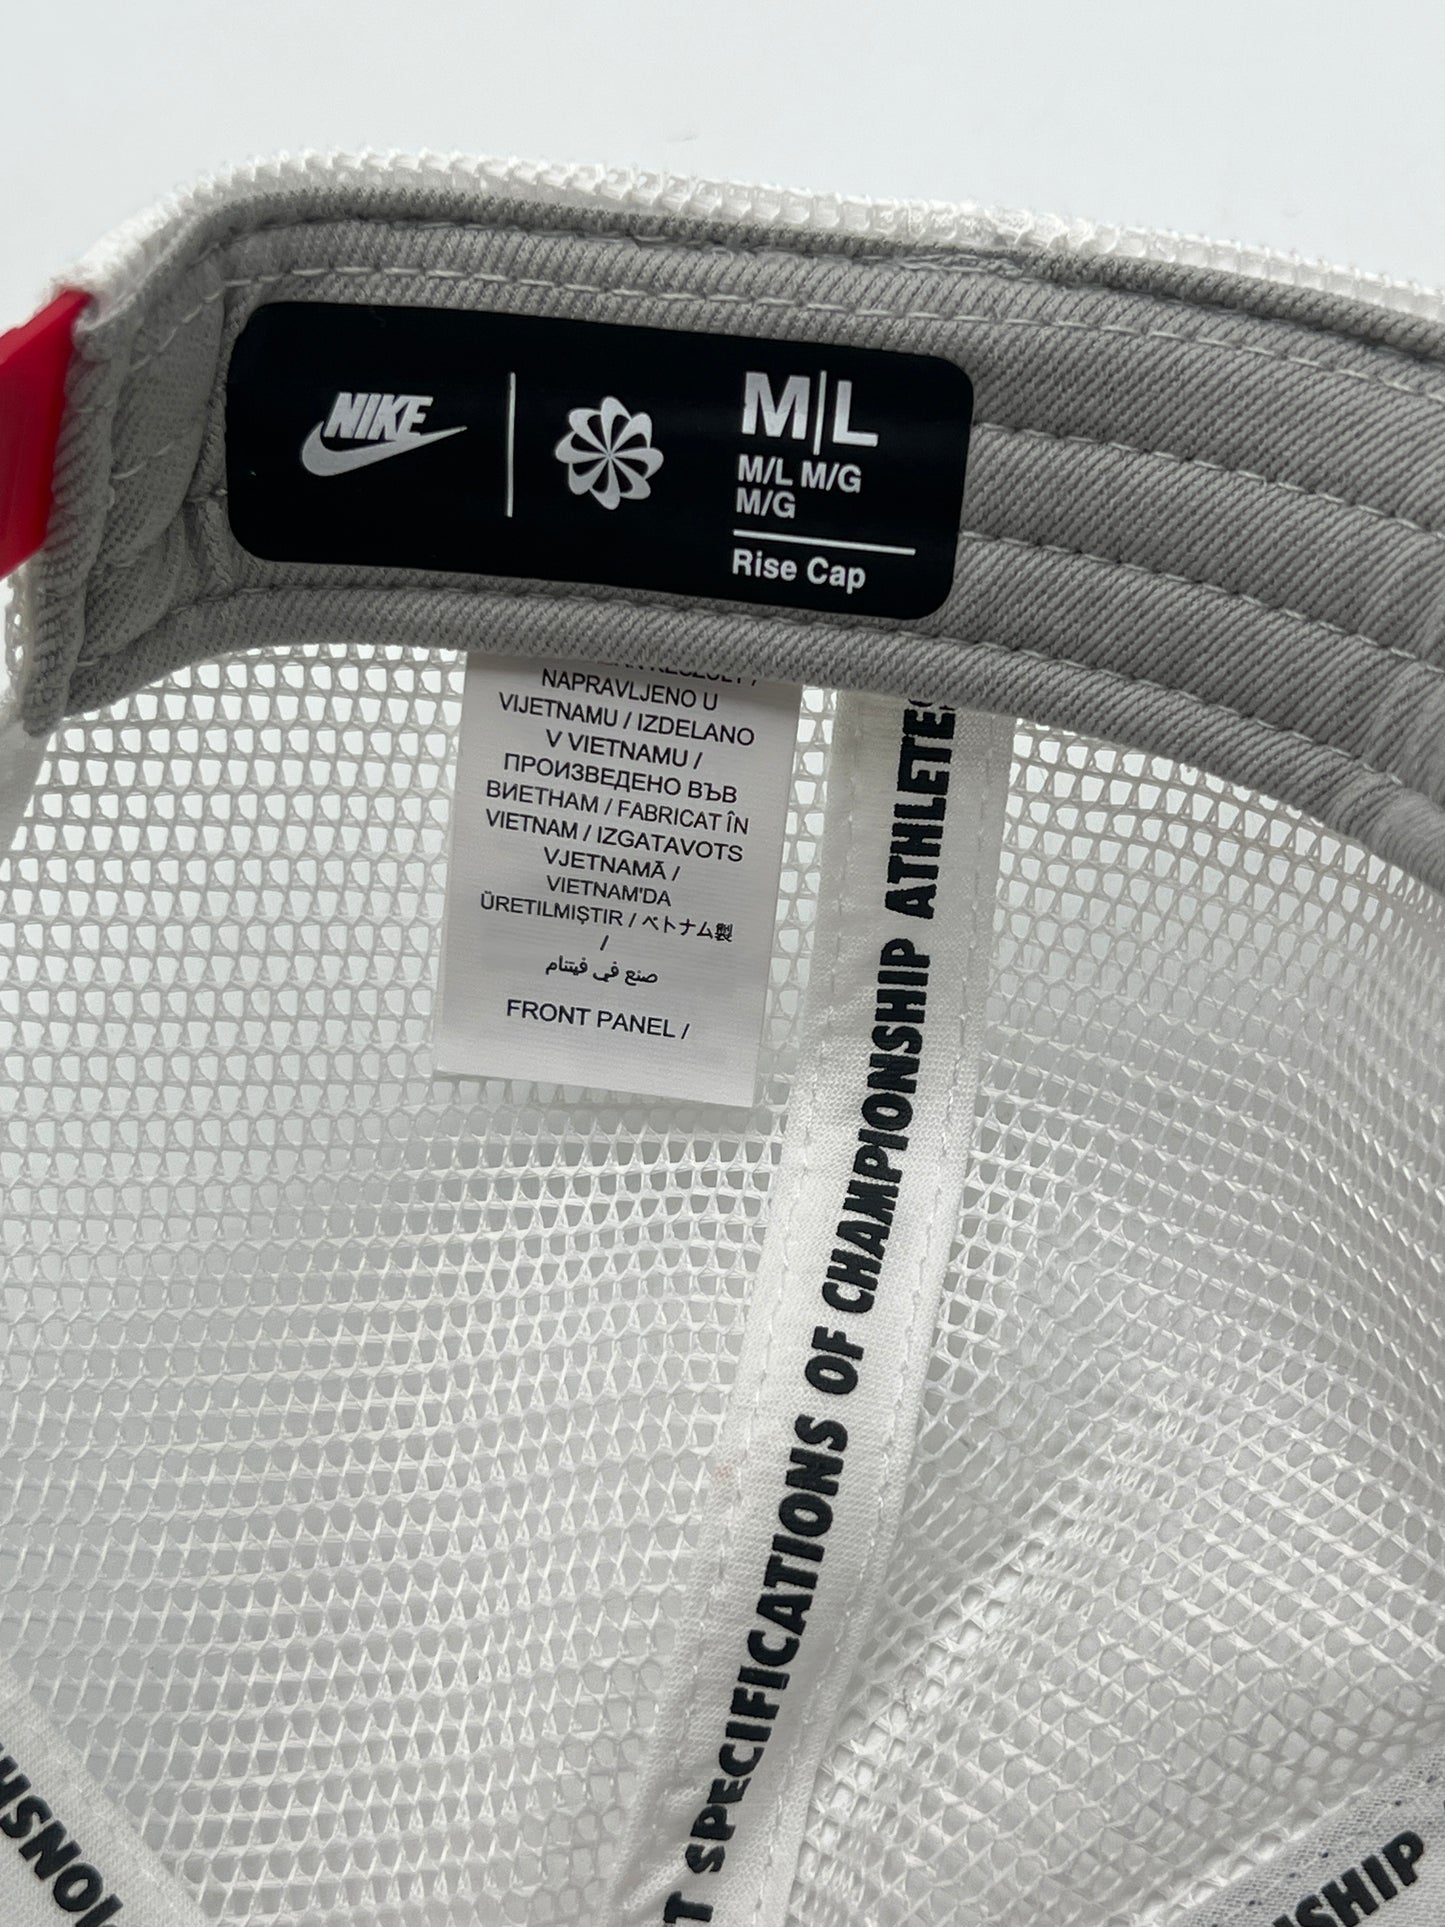 NIKE
M|L
M/L M/G
M/G
Rise Cap
NAPRAVLJENO U
VIJETNAMU / IZDELANO
V VIETNAMU /
ПРОИЗВЕДЕНО ВЪВ
ВИЕТНАМ / FABRICAT ÎN
VIETNAM / IZGATAVOTS
VJETNAMĀ /
VIETNAM'DA
ÜRETILMIŞTIR / ベトナム製
/
صنع في فيتنام
FRONT PANEL /
SPECIFICATIONS OF CHAMPIONSHIP ATHLETES